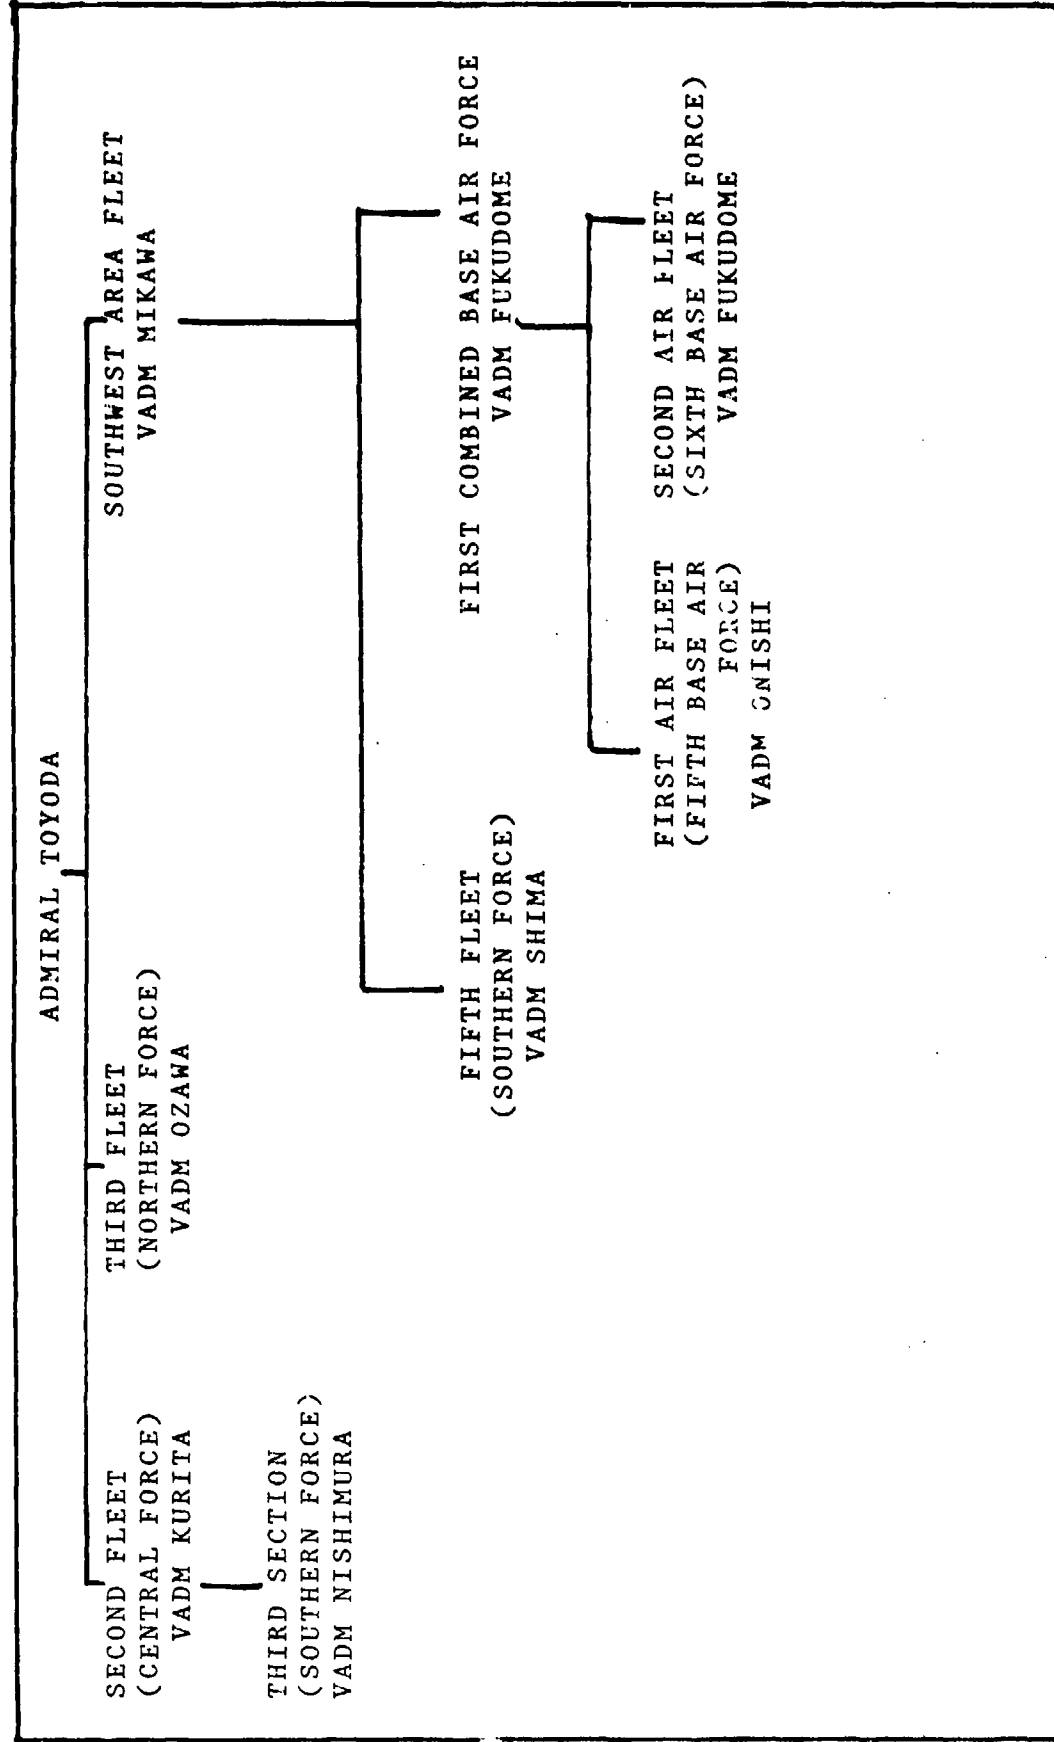 ADMIRAL TOYODA
SECOND FLEET
(CENTRAL FORCE)
VADM KURITA
THIRD FLEET
(NORTHERN FORCE)
VADM OZAWA
SOUTHWEST AREA FLEET
VADM MIKAWA
THIRD SECTION
(SOUTHERN FORCE)
VADM NISHIMURA
FIFTH FLEET
(SOUTHERN FORCE)
VADM SHIMA
FIRST COMBINED BASE AIR FORCE
VADM FUKUDOME
FIRST AIR FLEET
(FIFTH BASE AIR
FORCE)
VADM ONISHI
SECOND AIR FLEET
(SIXTH BASE AIR FORCE)
VADM FUKUDOME